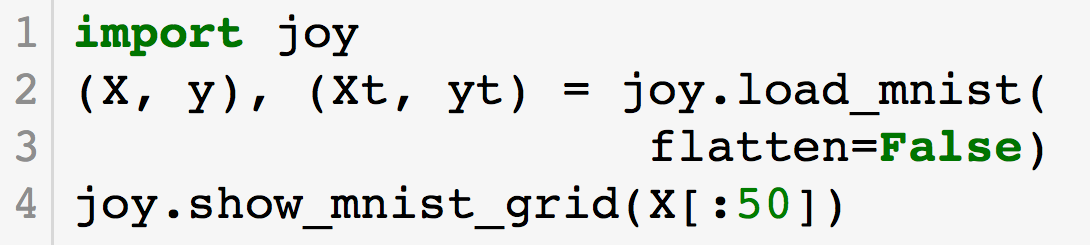 1 import joy
2 (X, y), (Xt, yt) = joy.load_mnist(
3                     flatten=False)
4 joy.show_mnist_grid(X[:50])